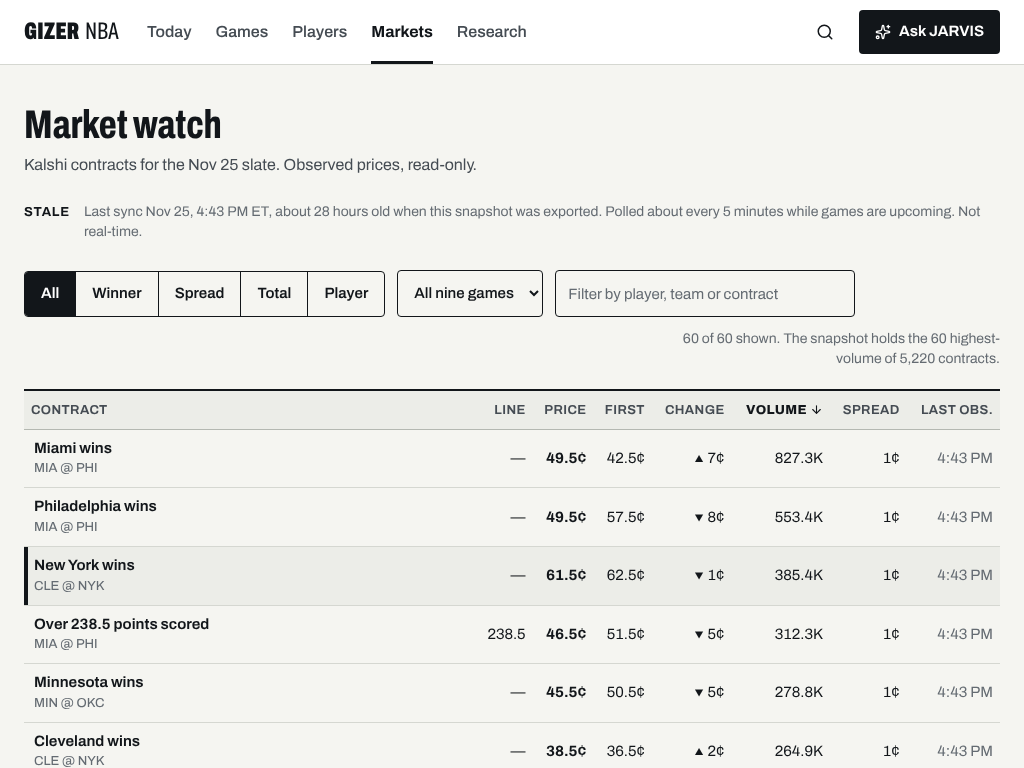 GIZER NBA Today Games Players Markets Research Ask JARVIS
Market watch
Kalshi contracts for the Nov 25 slate. Observed prices, read-only.
STALE Last sync Nov 25, 4:43 PM ET, about 28 hours old when this snapshot was exported. Polled about every 5 minutes while games are upcoming. Not
real-time.
All Winner Spread Total Player All nine games Filter by player, team or contract
60 of 60 shown. The snapshot holds the 60 highest-
volume of 5,220 contracts.
CONTRACT LINE PRICE FIRST CHANGE VOLUME ↓ SPREAD LAST OBS.
Miami wins
MIA @ PHI — 49.5¢ 42.5¢ ▲ 7¢ 827.3K 1¢ 4:43 PM
Philadelphia wins
MIA @ PHI — 49.5¢ 57.5¢ ▼ 8¢ 553.4K 1¢ 4:43 PM
New York wins
CLE @ NYK — 61.5¢ 62.5¢ ▼ 1¢ 385.4K 1¢ 4:43 PM
Over 238.5 points scored
MIA @ PHI 238.5 46.5¢ 51.5¢ ▼ 5¢ 312.3K 1¢ 4:43 PM
Minnesota wins
MIN @ OKC — 45.5¢ 50.5¢ ▼ 5¢ 278.8K 1¢ 4:43 PM
Cleveland wins
CLE @ NYK — 38.5¢ 36.5¢ ▲ 2¢ 264.9K 1¢ 4:43 PM